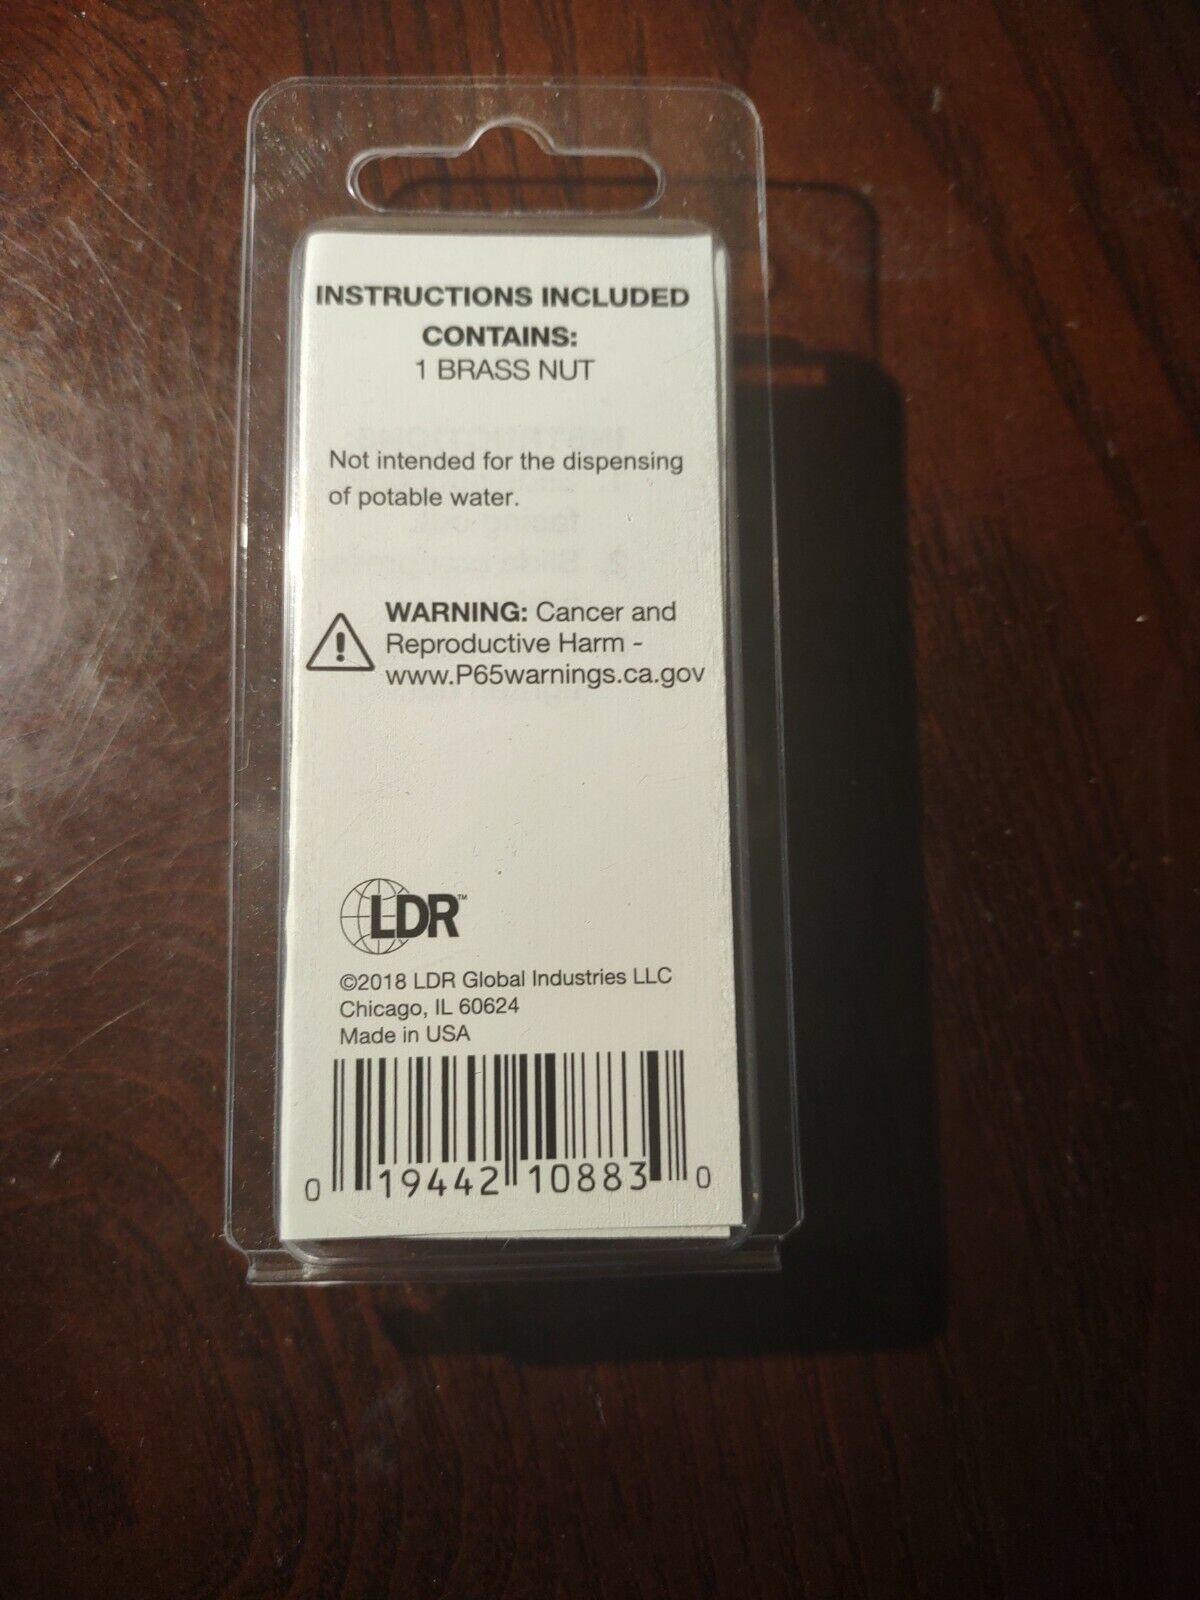 INSTRUCTIONS INCLUDED
CONTAINS:
1 BRASS NUT
Not intended for the dispensing
of potable water.
WARNING: Cancer and
Reproductive Harm -
www.P65warnings.ca.gov
LDR™
©2018 LDR Global Industries LLC
Chicago, IL 60624
Made in USA
0 19442 10883 0